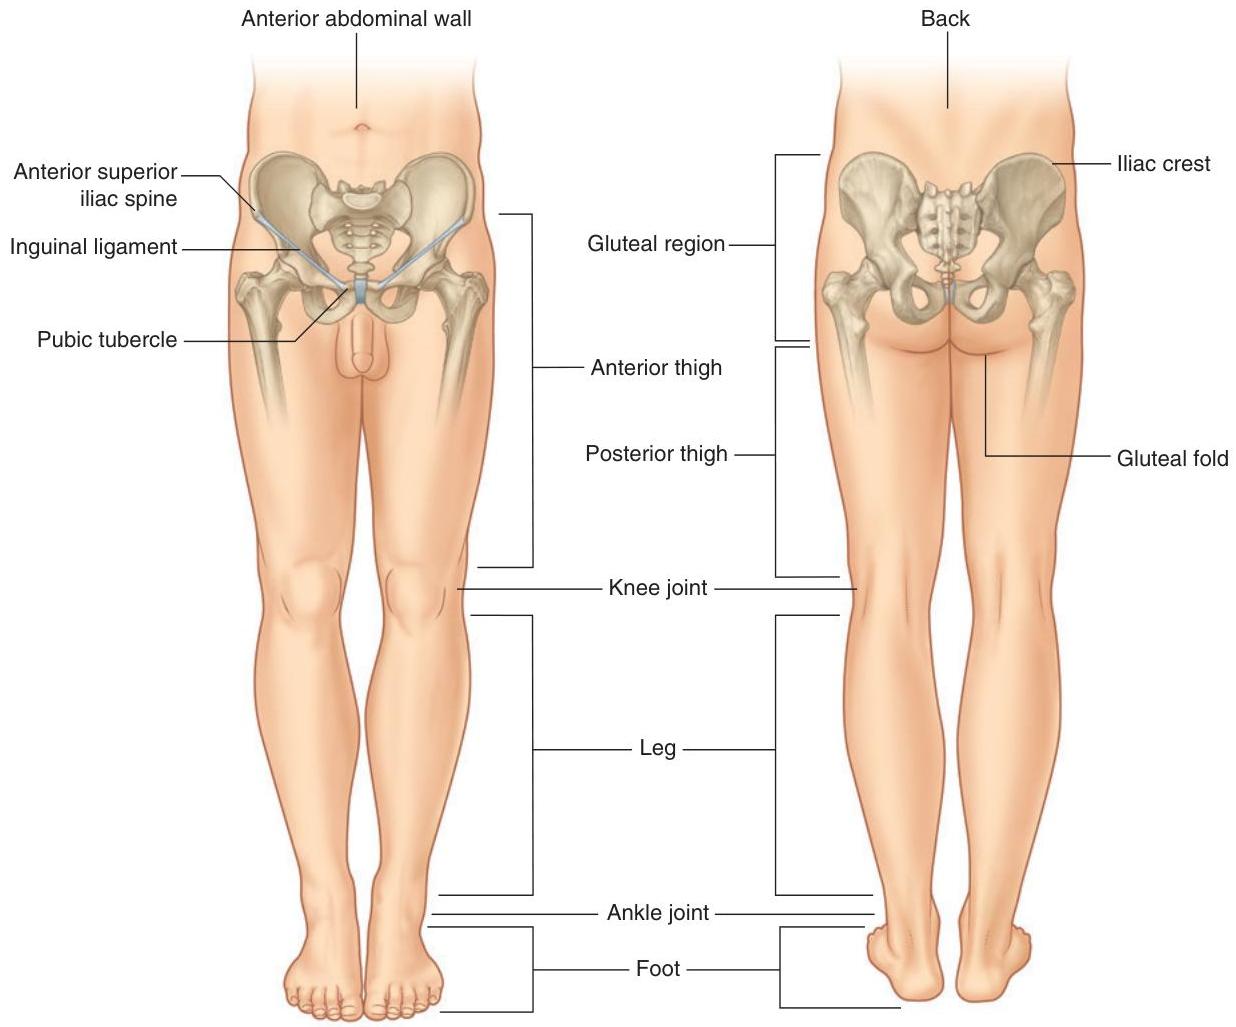 Anterior abdominal wall
Back
Anterior superior
iliac spine
Iliac crest
Inguinal ligament
Gluteal region
Pubic tubercle
Anterior thigh
Posterior thigh
Gluteal fold
Knee joint
Leg
Ankle joint
Foot